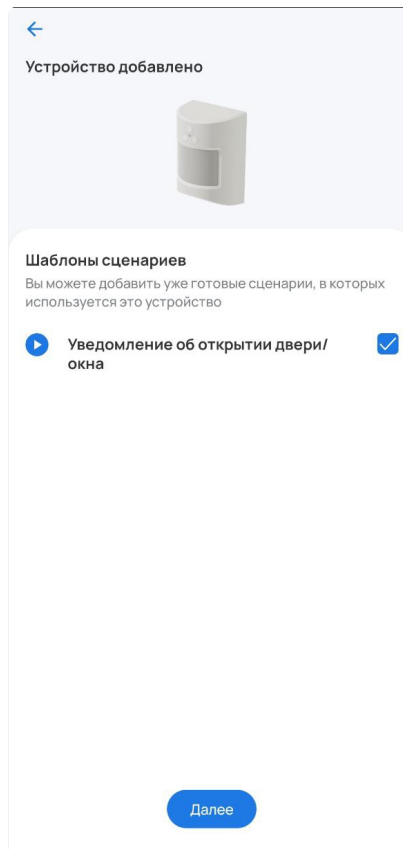 Устройство добавлено
Шаблоны сценариев
Вы можете добавить уже готовые сценарии, в которых
используется это устройство
Уведомление об открытии двери/
окна
Далее